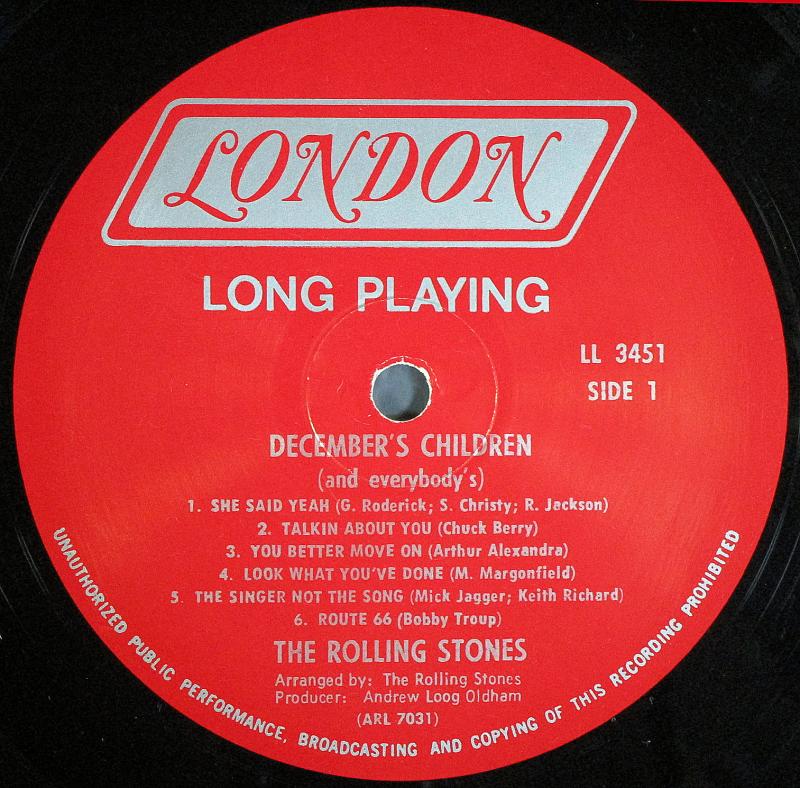 LONDON
LONG PLAYING
LL 3451
SIDE 1
DECEMBER'S CHILDREN
(and everybody's)
1. SHE SAID YEAH (G. Roderick; S. Christy; R. Jackson)
2. TALKIN ABOUT YOU (Chuck Berry)
3. YOU BETTER MOVE ON (Arthur Alexandra)
4. LOOK WHAT YOU'VE DONE (M. Margonfield)
5. THE SINGER NOT THE SONG (Mick Jagger; Keith Richard)
6. ROUTE 66 (Bobby Troup)
THE ROLLING STONES
Arranged by: The Rolling Stones
Producer: Andrew Loog Oldham
(ARL 7031)
UNAUTHORIZED PUBLIC PERFORMANCE, BROADCASTING AND COPYING OF THIS RECORDING PROHIBITED